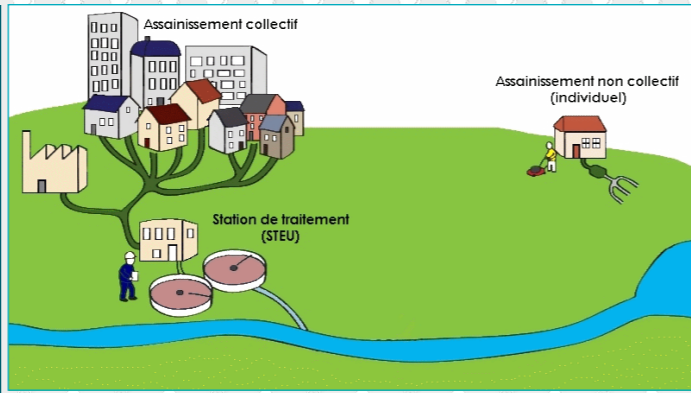 Assainissement collectif
Assainissement non collectif
(individuel)
Station de traitement
(STEU)